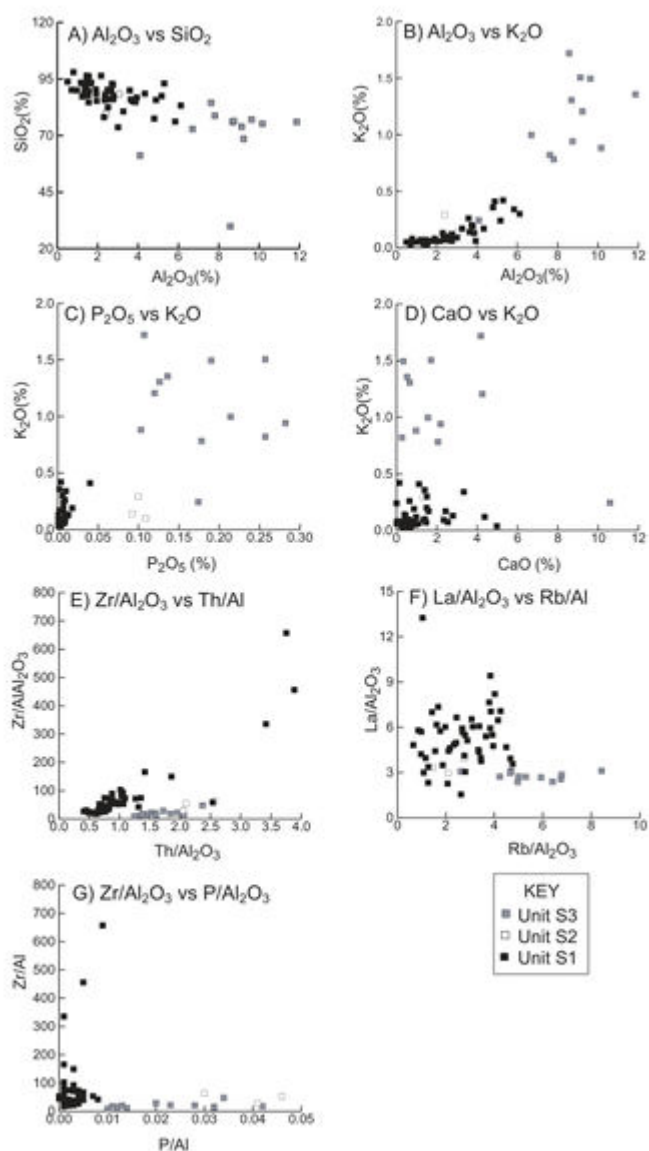 A) Al₂O₃ vs SiO₂
120
95
70
45
20
SiO₂(%)
0 2 4 6 8 10 12
Al₂O₃(%)
B) Al₂O₃ vs K₂O
2.0
1.5
1.0
0.5
0.0
K₂O(%)
0 2 4 6 8 10 12
Al₂O₃(%)
C) P₂O₅ vs K₂O
2.0
1.5
1.0
0.5
0.0
K₂O(%)
0.00 0.05 0.10 0.15 0.20 0.25 0.30
P₂O₅ (%)
D) CaO vs K₂O
2.0
1.5
1.0
0.5
0.0
K₂O(%)
0 2 4 6 8 10 12
CaO (%)
E) Zr/Al₂O₃ vs Th/Al
800
700
600
500
400
300
200
100
0
Zr/AlAl₂O₃
0.0 0.5 1.0 1.5 2.0 2.5 3.0 3.5 4.0
Th/Al₂O₃
F) La/Al₂O₃ vs Rb/Al
15
12
9
6
3
0
La/Al₂O₃
0 2 4 6 8 10
Rb/Al₂O₃
G) Zr/Al₂O₃ vs P/Al₂O₃
800
700
600
500
400
300
200
100
0
Zr/Al
0.00 0.01 0.02 0.03 0.04 0.05
P/Al
KEY
Unit S3
Unit S2
Unit S1